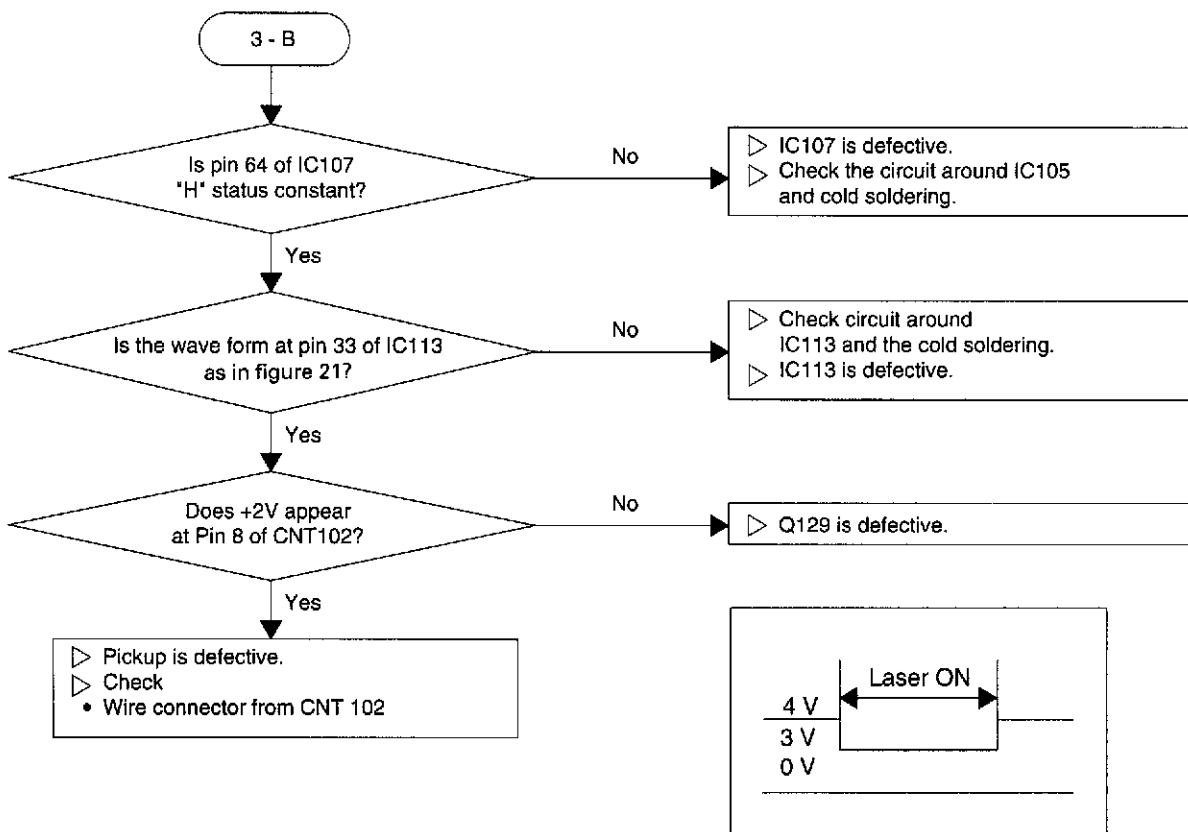 3 - B
Is pin 64 of IC107
"H" status constant?
No
▷ IC107 is defective.
▷ Check the circuit around IC105
and cold soldering.
Yes
Is the wave form at pin 33 of IC113
as in figure 21?
No
▷ Check circuit around
IC113 and the cold soldering.
▷ IC113 is defective.
Yes
Does +2V appear
at Pin 8 of CNT102?
No
▷ Q129 is defective.
Yes
▷ Pickup is defective.
▷ Check
• Wire connector from CNT 102
Laser ON
4 V
3 V
0 V